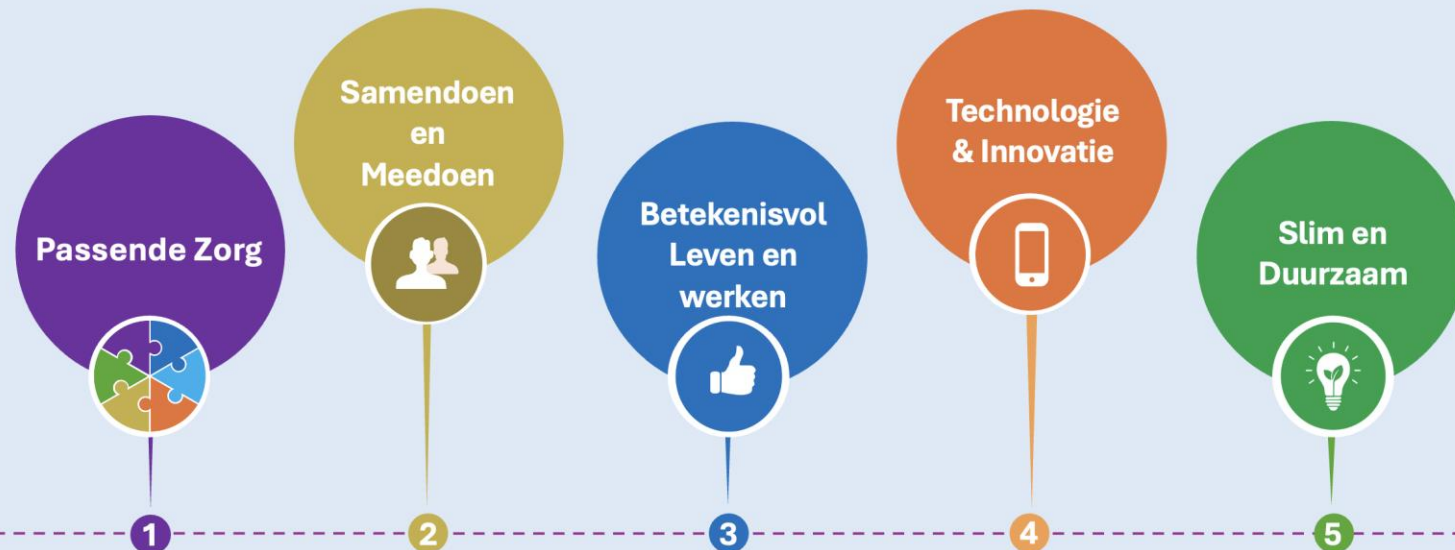 Passende Zorg
Samendoen
en
Meedoen
Betekenisvol
Leven en
werken
Technologie
& Innovatie
Slim en
Duurzaam
1
2
3
4
5